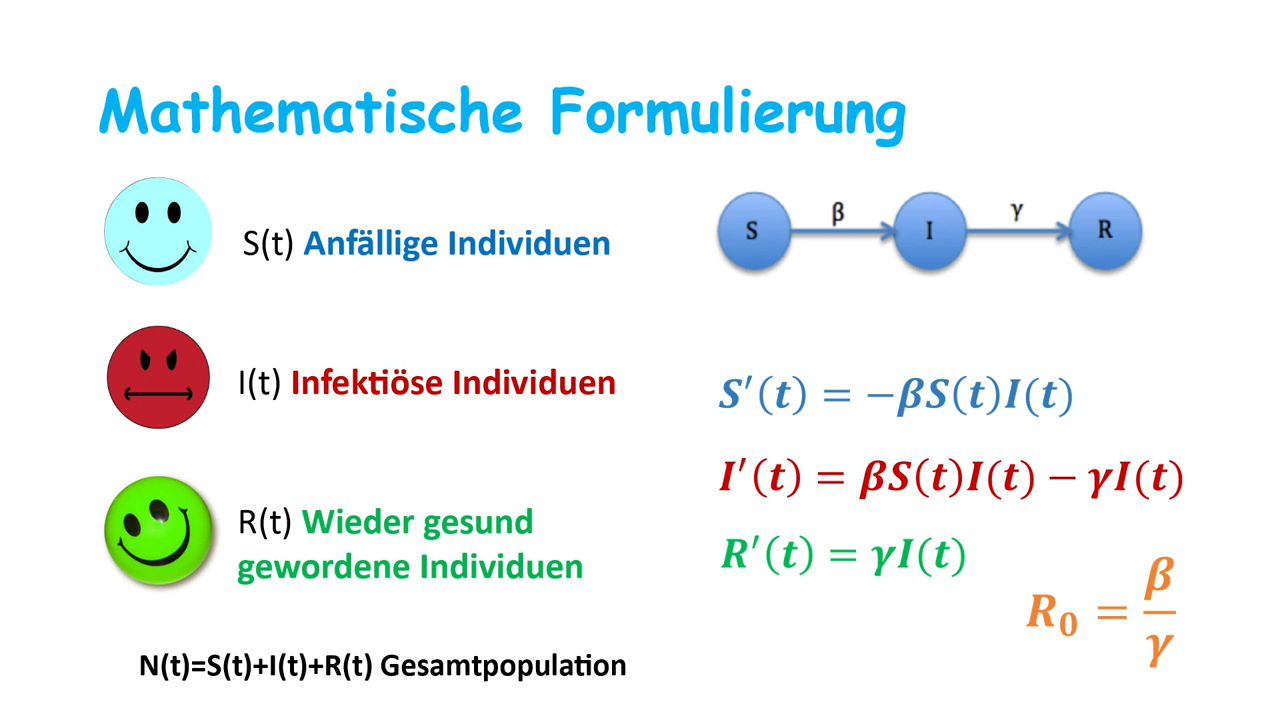 Mathematische Formulierung
S(t) Anfällige Individuen
I(t) Infektiöse Individuen
R(t) Wieder gesund
gewordene Individuen
N(t)=S(t)+I(t)+R(t) Gesamtpopulation
S β I γ R
S′(t) = −βS(t)I(t)
I′(t) = βS(t)I(t) − γI(t)
R′(t) = γI(t)
R₀ = β/γ